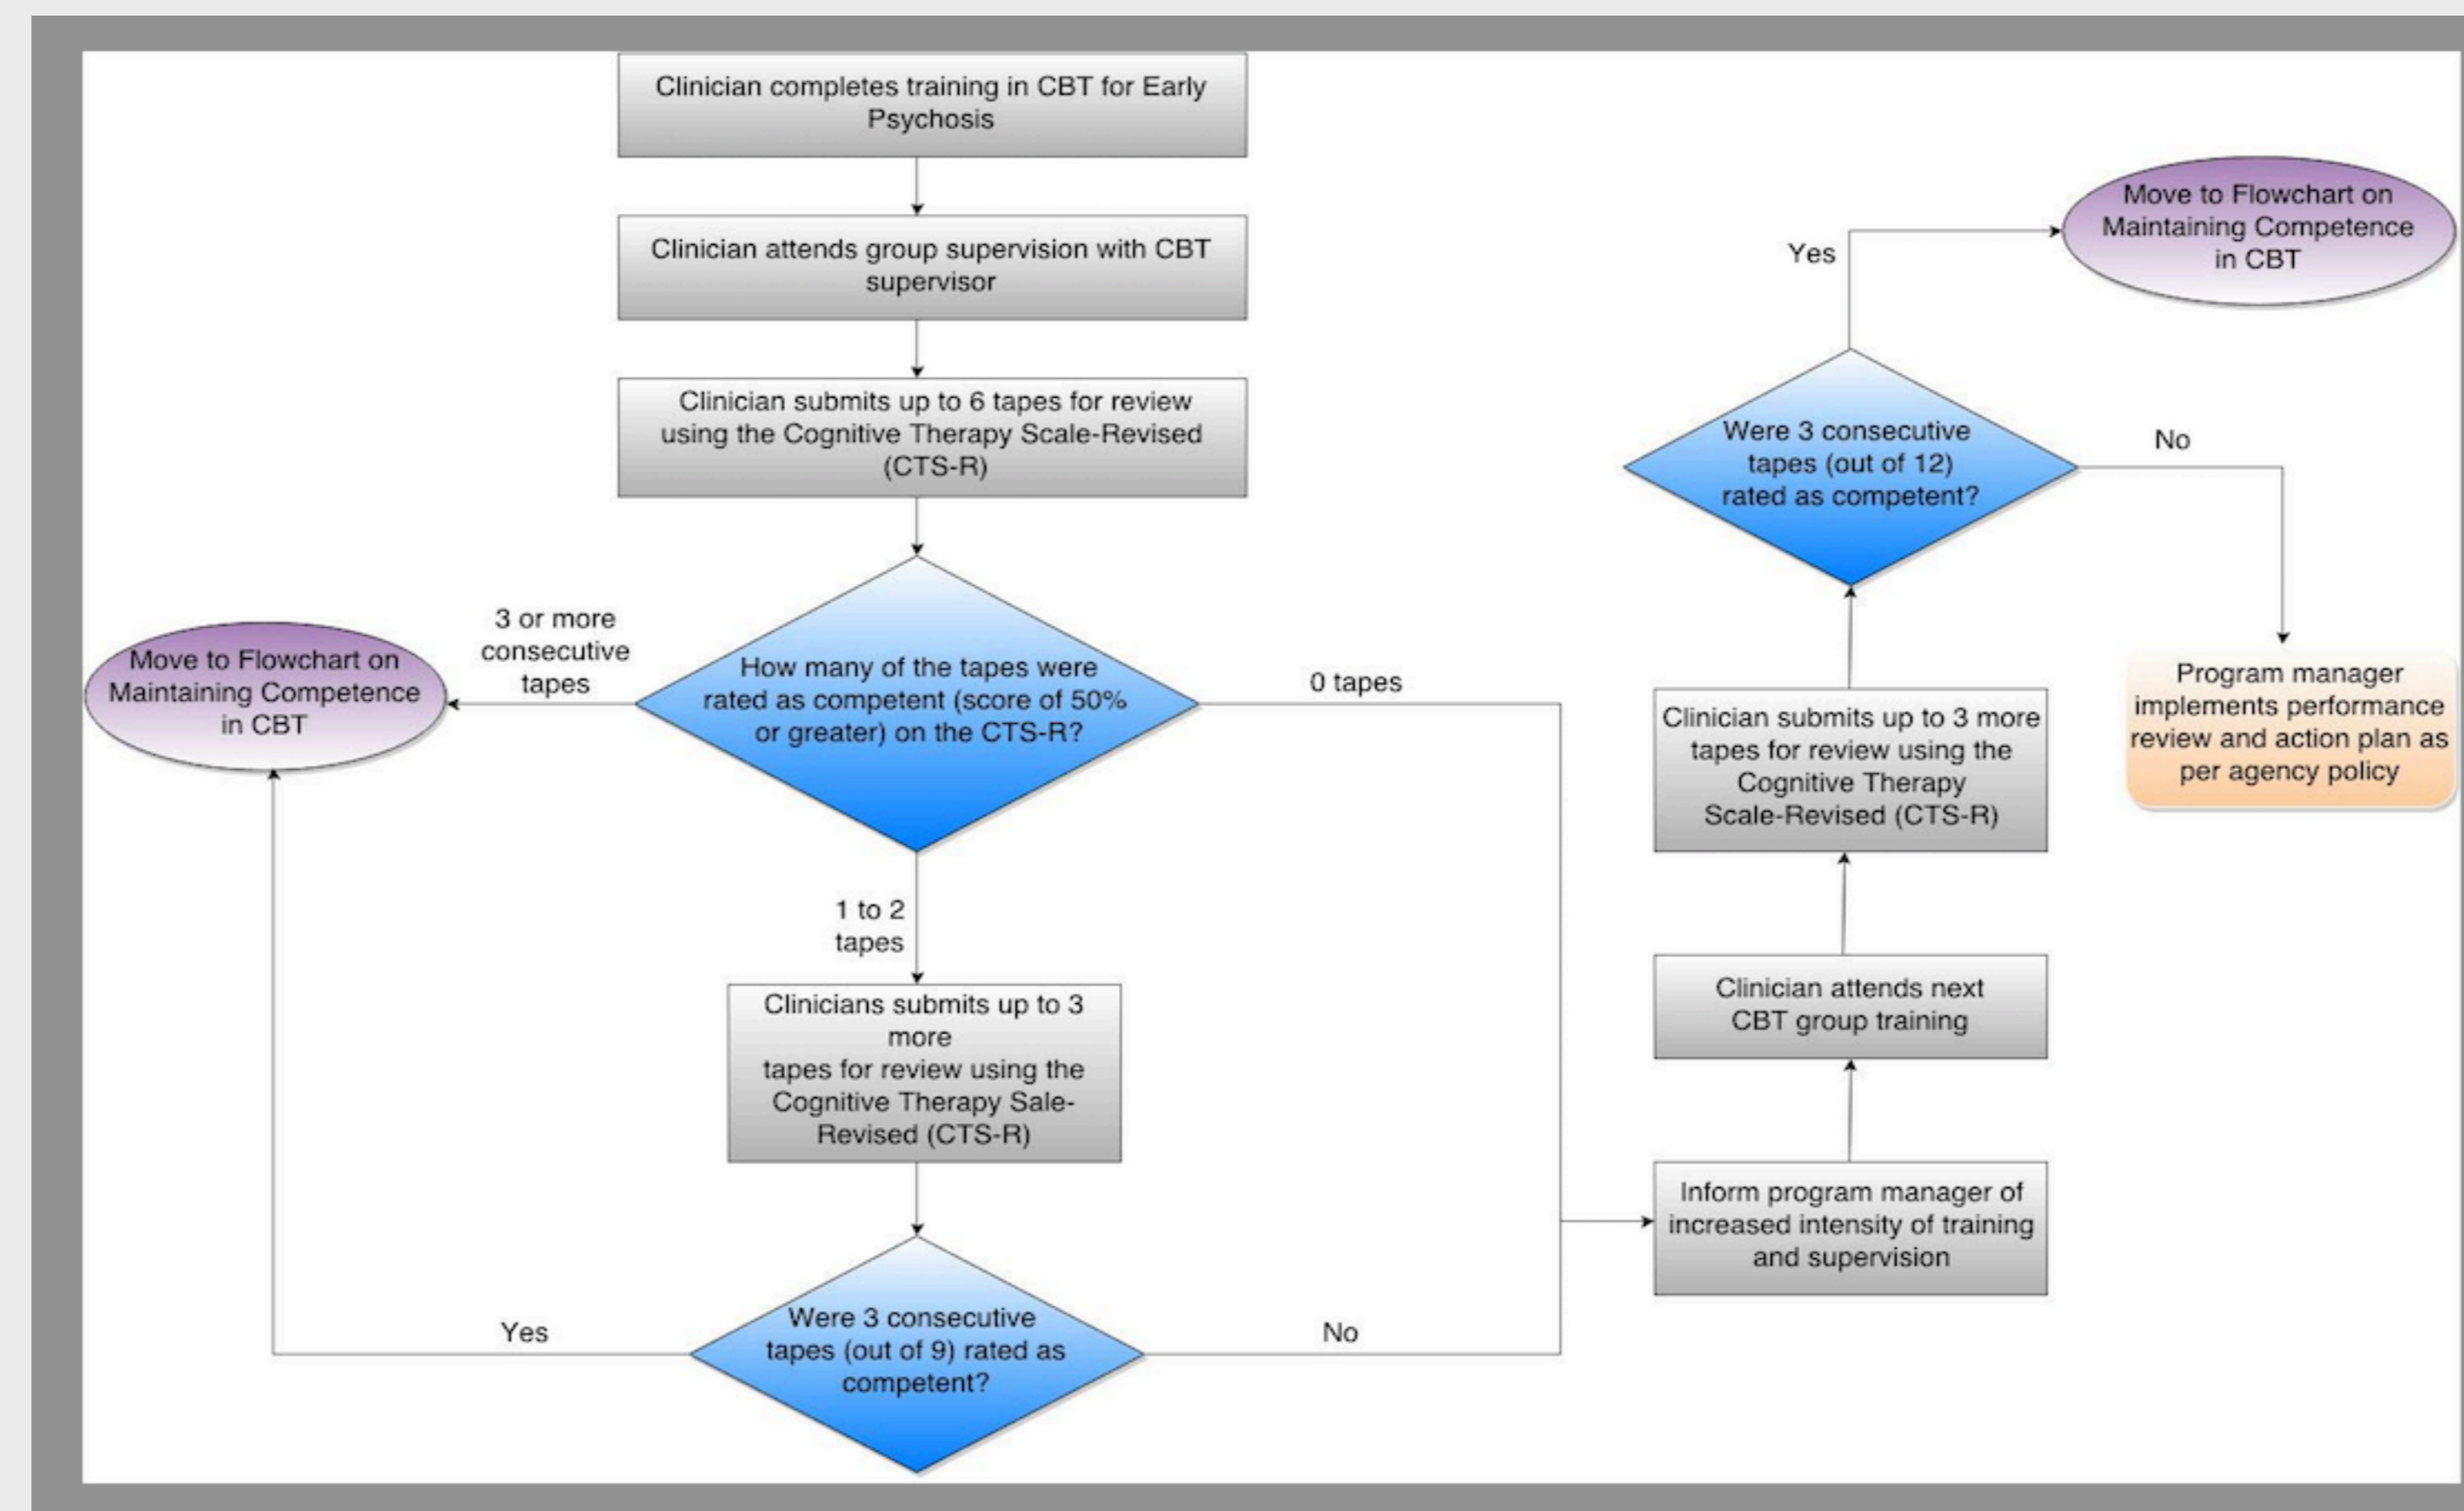 Clinician completes training in CBT for Early
Psychosis
Clinician attends group supervision with CBT
supervisor
Clinician submits up to 6 tapes for review
using the Cognitive Therapy Scale-Revised
(CTS-R)
How many of the tapes were
rated as competent (score of 50%
or greater) on the CTS-R?
3 or more
consecutive
tapes
Move to Flowchart on
Maintaining Competence
in CBT
0 tapes
1 to 2
tapes
Clinicians submits up to 3
more
tapes for review using the
Cognitive Therapy Sale-
Revised (CTS-R)
Were 3 consecutive
tapes (out of 9) rated as
competent?
Yes
No
Inform program manager of
increased intensity of training
and supervision
Clinician attends next
CBT group training
Clinician submits up to 3 more
tapes for review using the
Cognitive Therapy
Scale-Revised (CTS-R)
Were 3 consecutive
tapes (out of 12)
rated as competent?
Yes
Move to Flowchart on
Maintaining Competence
in CBT
No
Program manager
implements performance
review and action plan as
per agency policy